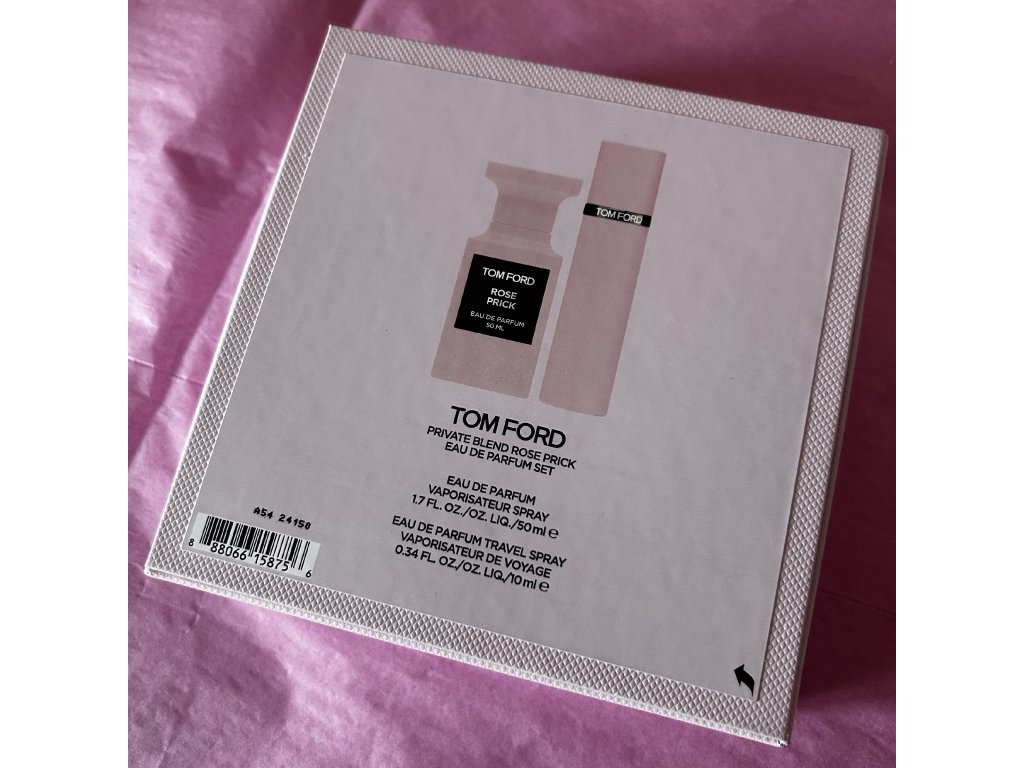 TOM FORD
TOM FORD
ROSE
PRICK
EAU DE PARFUM
50 ML
TOM FORD
PRIVATE BLEND ROSE PRICK
EAU DE PARFUM SET
EAU DE PARFUM
VAPORISATEUR SPRAY
1.7 FL. OZ./OZ. LIQ./50 ml ℮
EAU DE PARFUM TRAVEL SPRAY
VAPORISATEUR DE VOYAGE
0.34 FL. OZ./OZ. LIQ./10 ml ℮
A54 24150
8 88066 15875 6